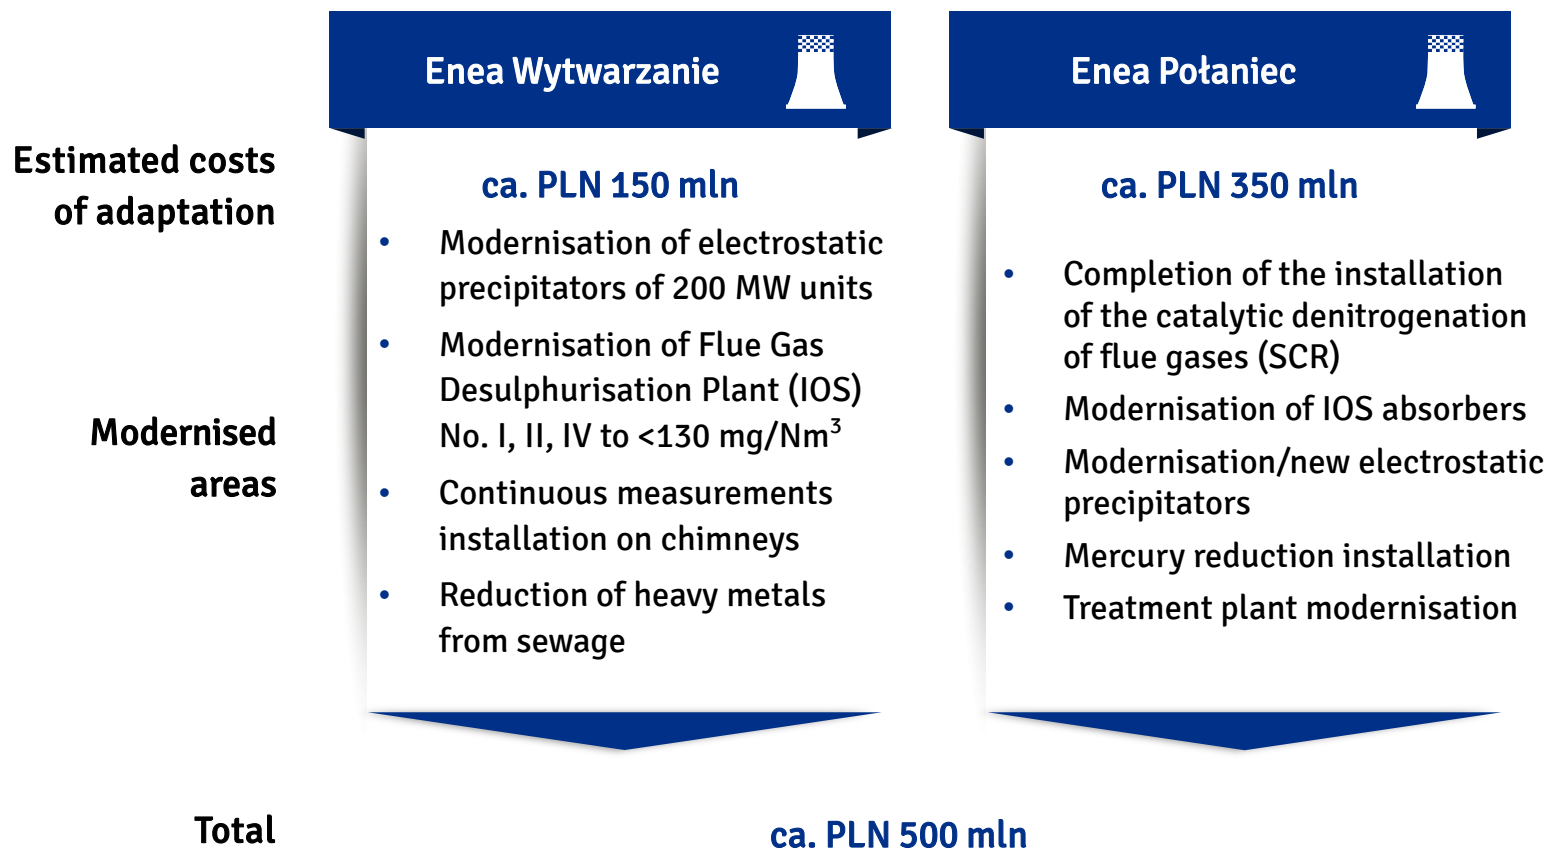 Enea Wytwarzanie
Enea Połaniec
Estimated costs
of adaptation
ca. PLN 150 mln
ca. PLN 350 mln
Modernised
areas
• Modernisation of electrostatic
precipitators of 200 MW units
• Modernisation of Flue Gas
Desulphurisation Plant (IOS)
No. I, II, IV to <130 mg/Nm³
• Continuous measurements
installation on chimneys
• Reduction of heavy metals
from sewage
• Completion of the installation
of the catalytic denitrogenation
of flue gases (SCR)
• Modernisation of IOS absorbers
• Modernisation/new electrostatic
precipitators
• Mercury reduction installation
• Treatment plant modernisation
Total
ca. PLN 500 mln